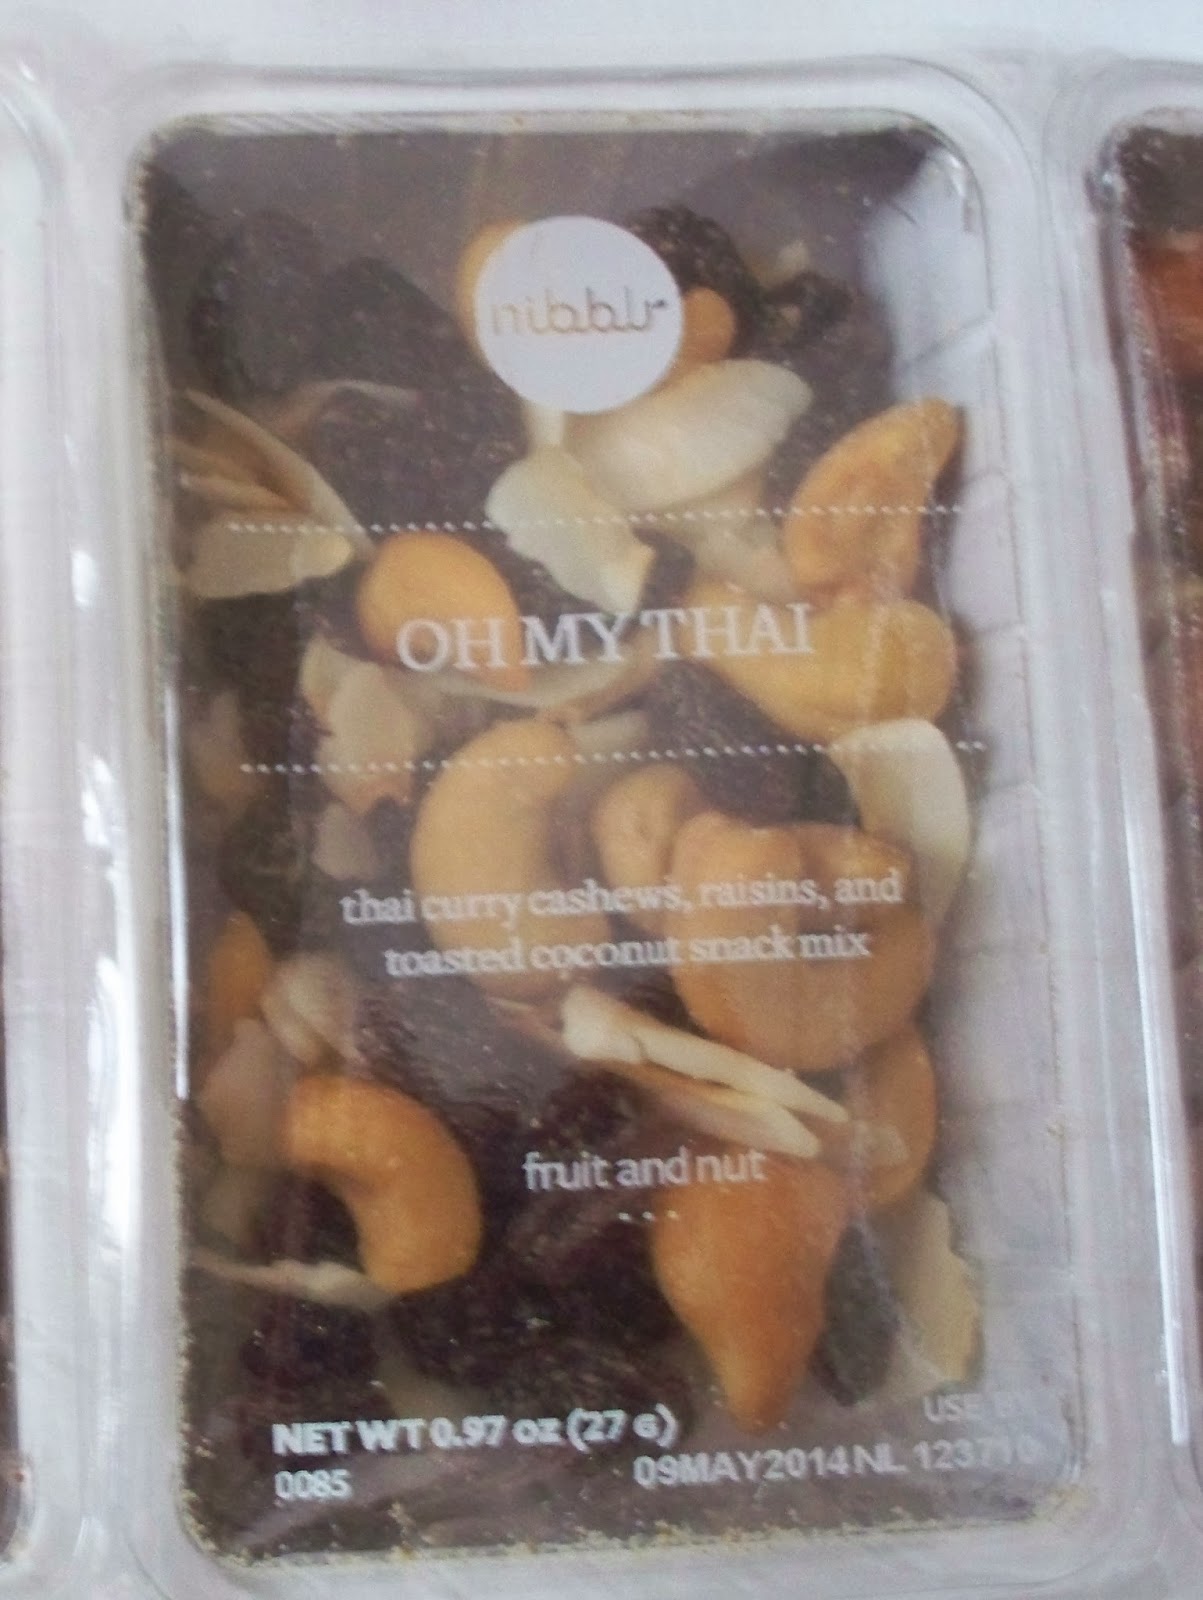 nibblr
OH MY THAI
thai curry cashews, raisins, and
toasted coconut snack mix
fruit and nut
NET WT 0.97 oz (27 G)
0085
USE
09MAY2014 NL